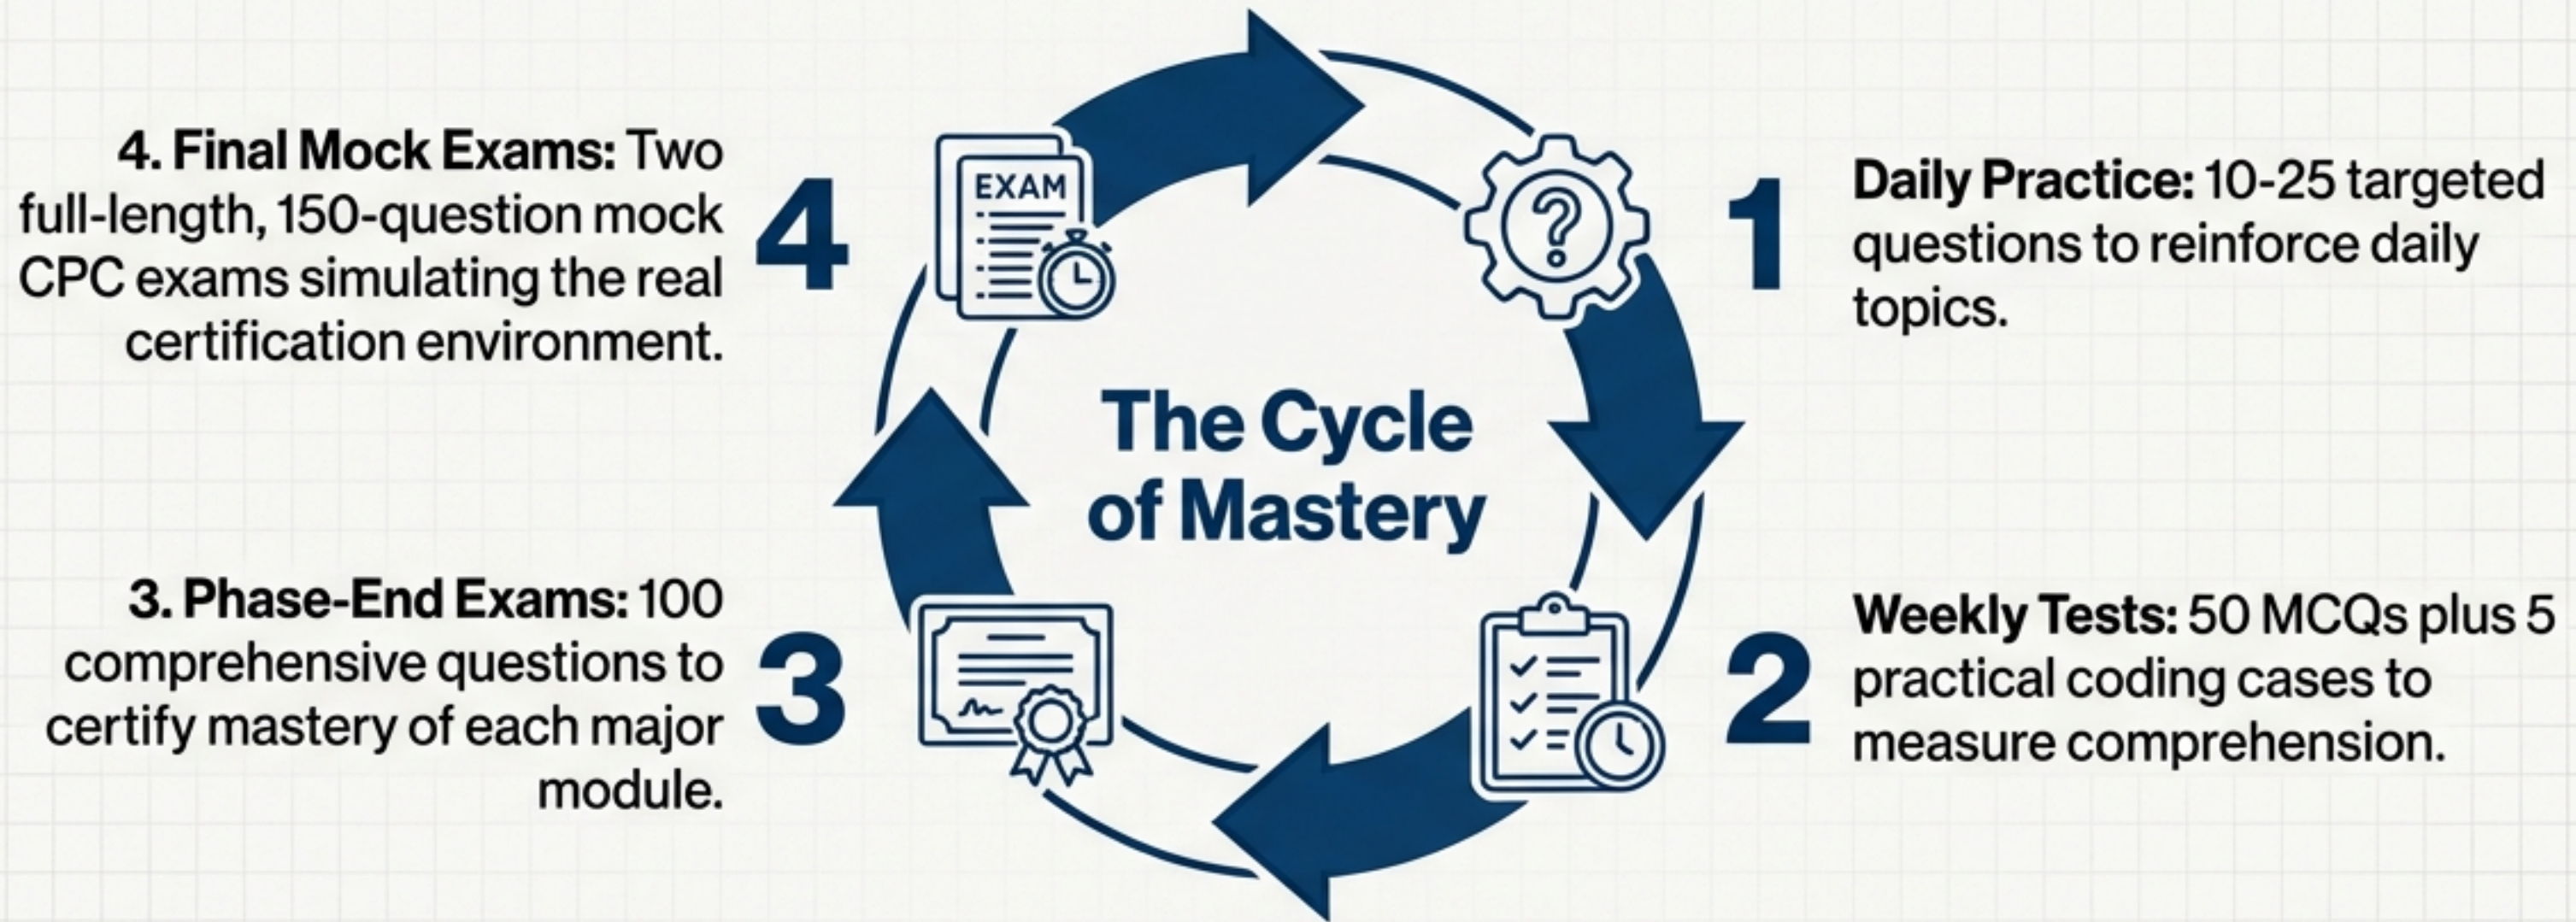 The Cycle
of Mastery
1
Daily Practice: 10-25 targeted
questions to reinforce daily
topics.
2
Weekly Tests: 50 MCQs plus 5
practical coding cases to
measure comprehension.
3
3. Phase-End Exams: 100
comprehensive questions to
certify mastery of each major
module.
4
4. Final Mock Exams: Two
full-length, 150-question mock
CPC exams simulating the real
certification environment.
EXAM